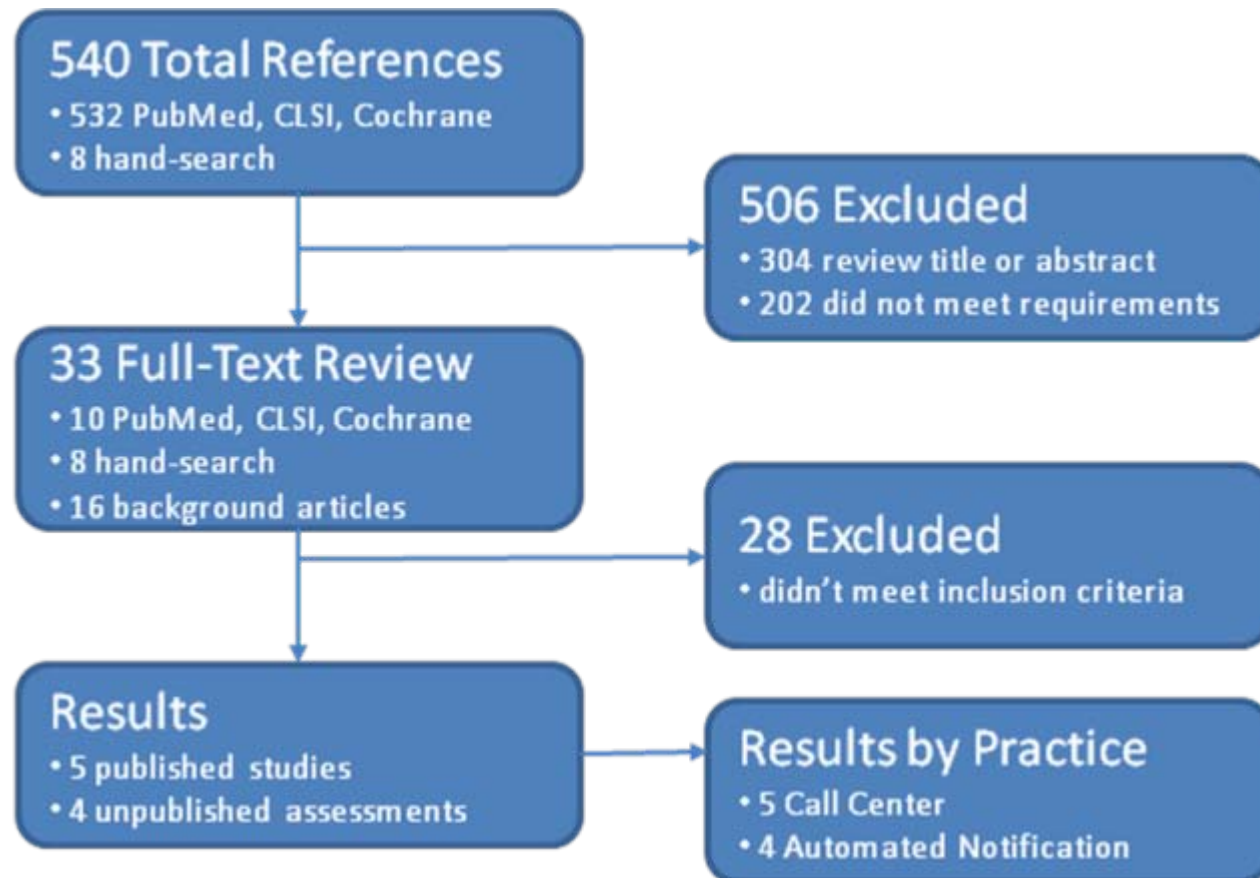 540 Total References
• 532 PubMed, CLSI, Cochrane
• 8 hand-search
506 Excluded
• 304 review title or abstract
• 202 did not meet requirements
33 Full-Text Review
• 10 PubMed, CLSI, Cochrane
• 8 hand-search
• 16 background articles
28 Excluded
• didn't meet inclusion criteria
Results
• 5 published studies
• 4 unpublished assessments
Results by Practice
• 5 Call Center
• 4 Automated Notification